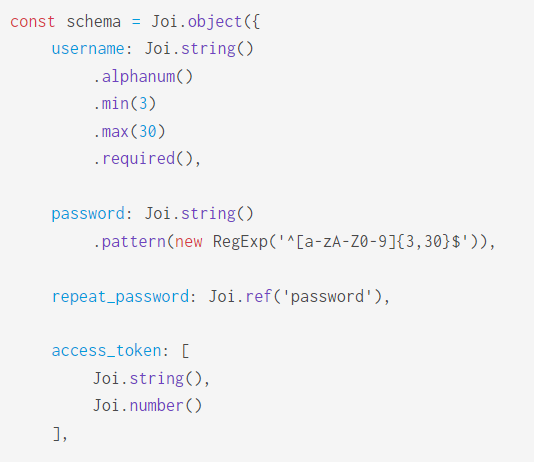 const schema = Joi.object({
    username: Joi.string()
        .alphanum()
        .min(3)
        .max(30)
        .required(),

    password: Joi.string()
        .pattern(new RegExp('^[a-zA-Z0-9]{3,30}$')),

    repeat_password: Joi.ref('password'),

    access_token: [
        Joi.string(),
        Joi.number()
    ],